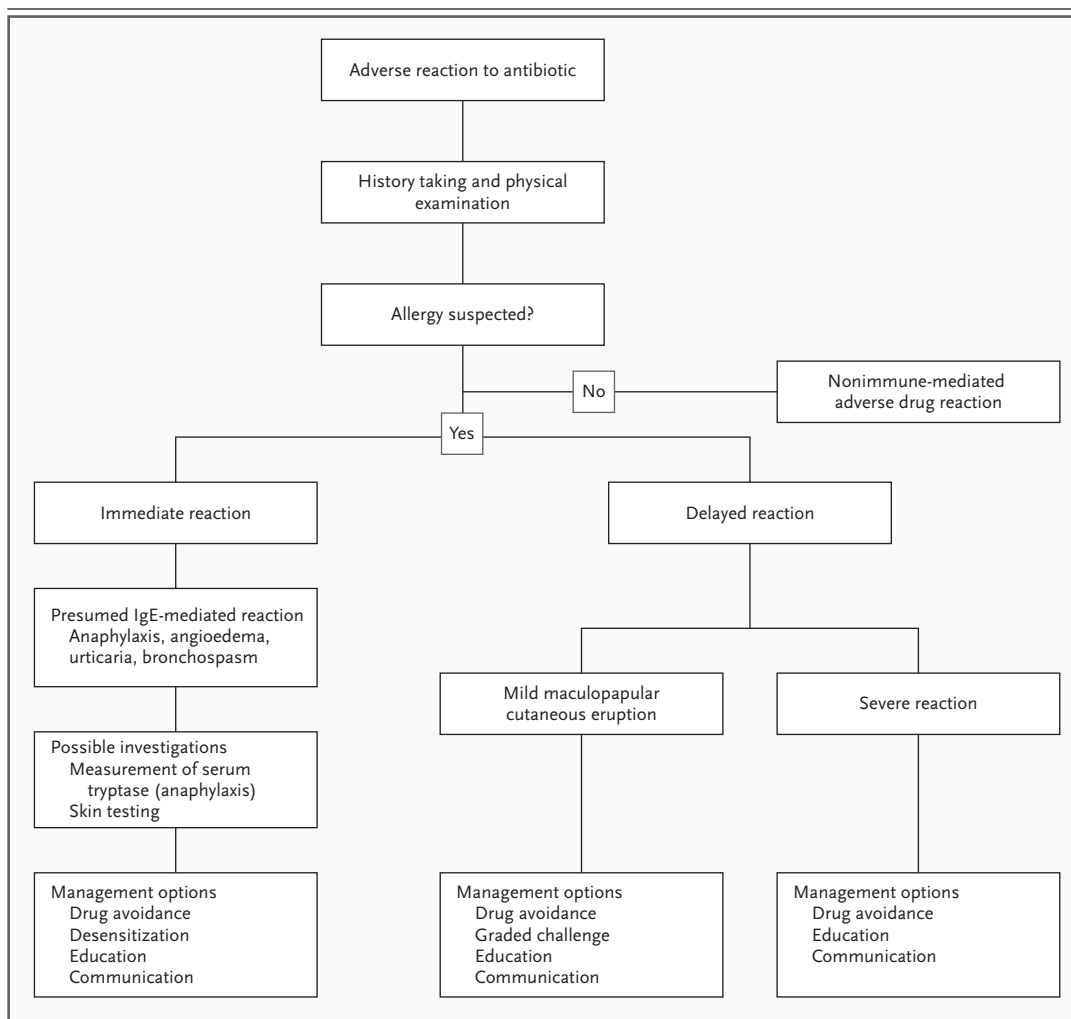 Adverse reaction to antibiotic
History taking and physical
examination
Allergy suspected?
No
Nonimmune-mediated
adverse drug reaction
Yes
Immediate reaction
Delayed reaction
Presumed IgE-mediated reaction
Anaphylaxis, angioedema,
urticaria, bronchospasm
Mild maculopapular
cutaneous eruption
Severe reaction
Possible investigations
Measurement of serum
tryptase (anaphylaxis)
Skin testing
Management options
Drug avoidance
Desensitization
Education
Communication
Management options
Drug avoidance
Graded challenge
Education
Communication
Management options
Drug avoidance
Education
Communication